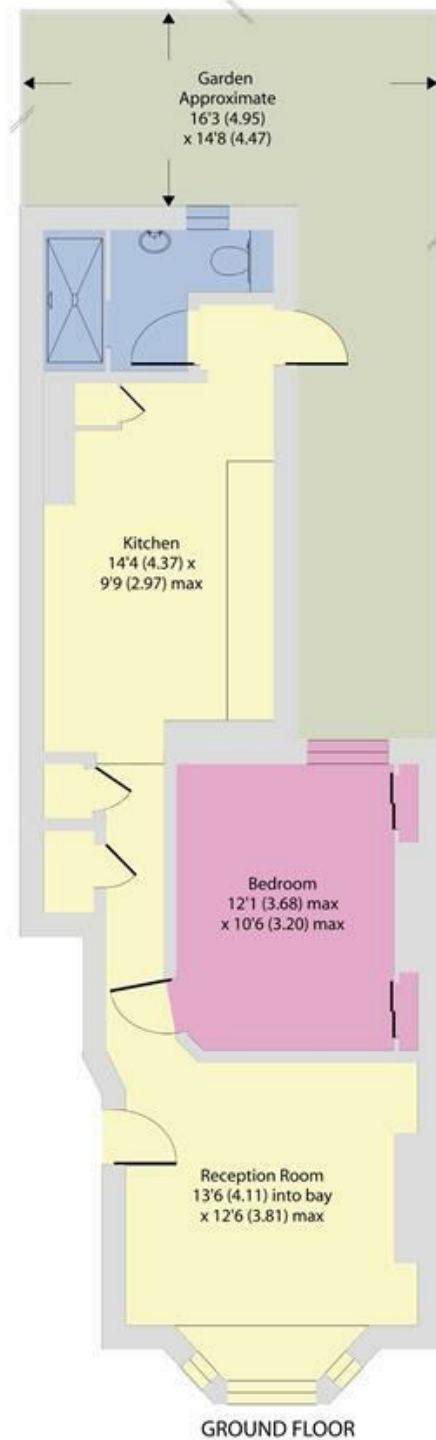 Garden
Approximate
16'3 (4.95)
x 14'8 (4.47)
Kitchen
14'4 (4.37) x
9'9 (2.97) max
Bedroom
12'1 (3.68) max
x 10'6 (3.20) max
Reception Room
13'6 (4.11) into bay
x 12'6 (3.81) max
GROUND FLOOR